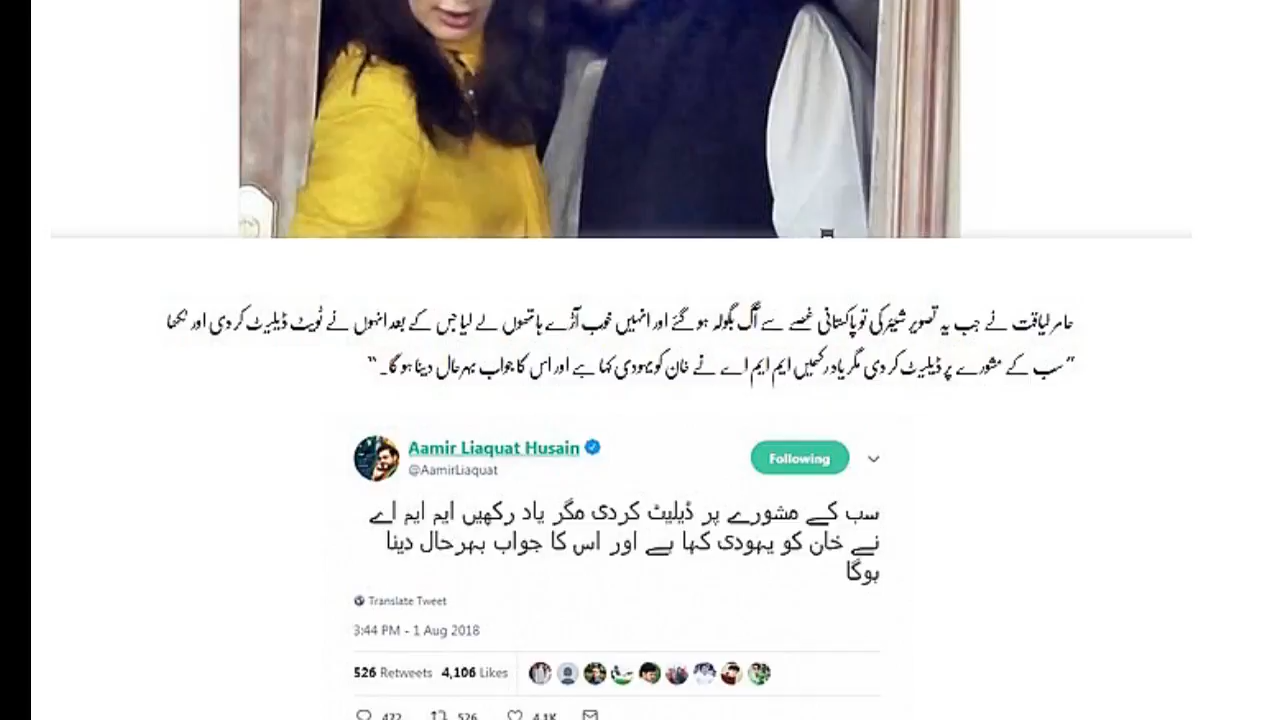 عامر لیاقت نے جب یہ تصویر شیئر کی تو پاکستانی غصے سے آگ بگولہ ہو گئے اور انہیں خوب آڑے ہاتھوں لے لیا جس کے بعد انہوں نے ٹویٹ ڈیلیٹ کر دی اور لکھا
”سب کے مشورے پر ڈیلیٹ کر دی مگر یاد رکھیں ایم ایم اے نے خان کو یہودی کہا ہے اور اس کا جواب بہرحال دینا ہو گا۔“
Aamir Liaquat Husain
@AamirLiaquat
Following
سب کے مشورے پر ڈیلیٹ کردی مگر یاد رکھیں ایم ایم اے
نے خان کو یہودی کہا ہے اور اس کا جواب بہرحال دینا
ہوگا
Translate Tweet
3:44 PM - 1 Aug 2018
526 Retweets 4,106 Likes
422 526 4.1K